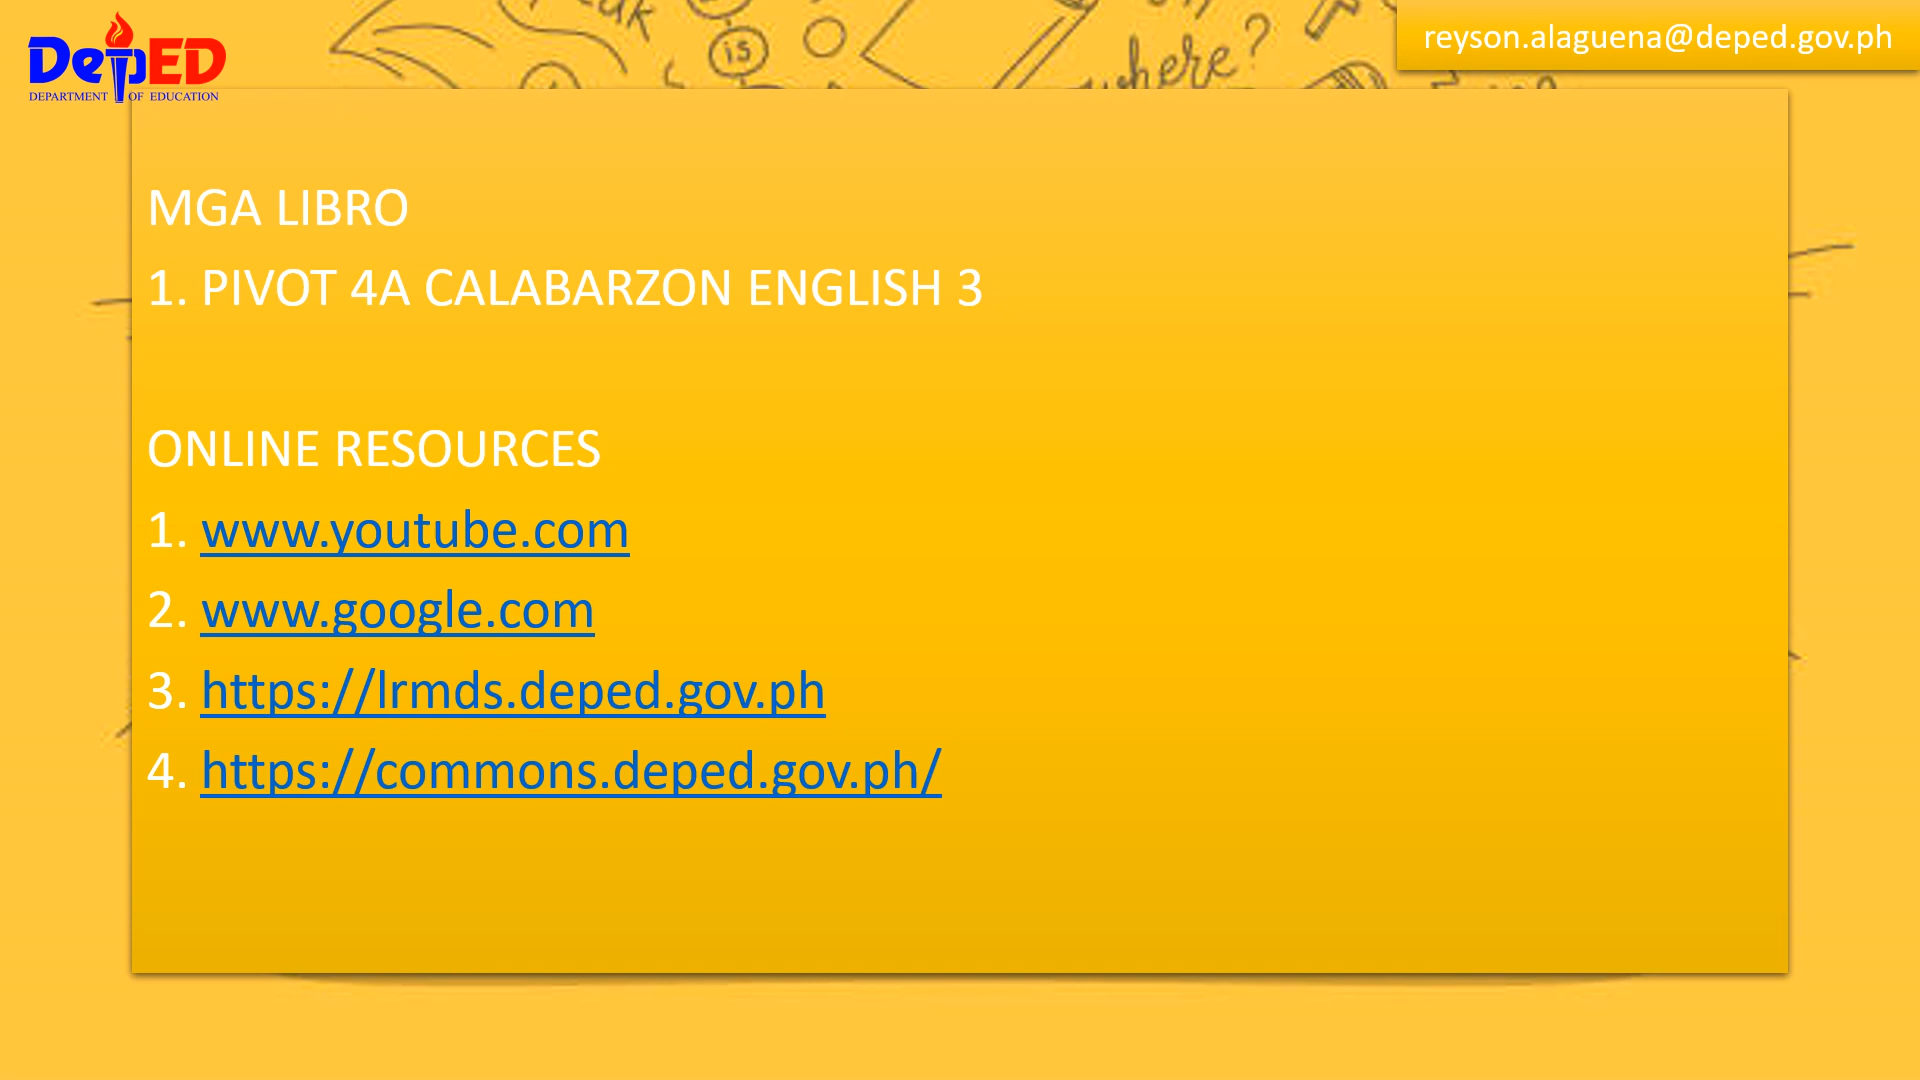 DepED
DEPARTMENT OF EDUCATION
is
where?
reyson.alaguena@deped.gov.ph
MGA LIBRO
1. PIVOT 4A CALABARZON ENGLISH 3
ONLINE RESOURCES
1. www.youtube.com
2. www.google.com
3. https://lrmds.deped.gov.ph
4. https://commons.deped.gov.ph/